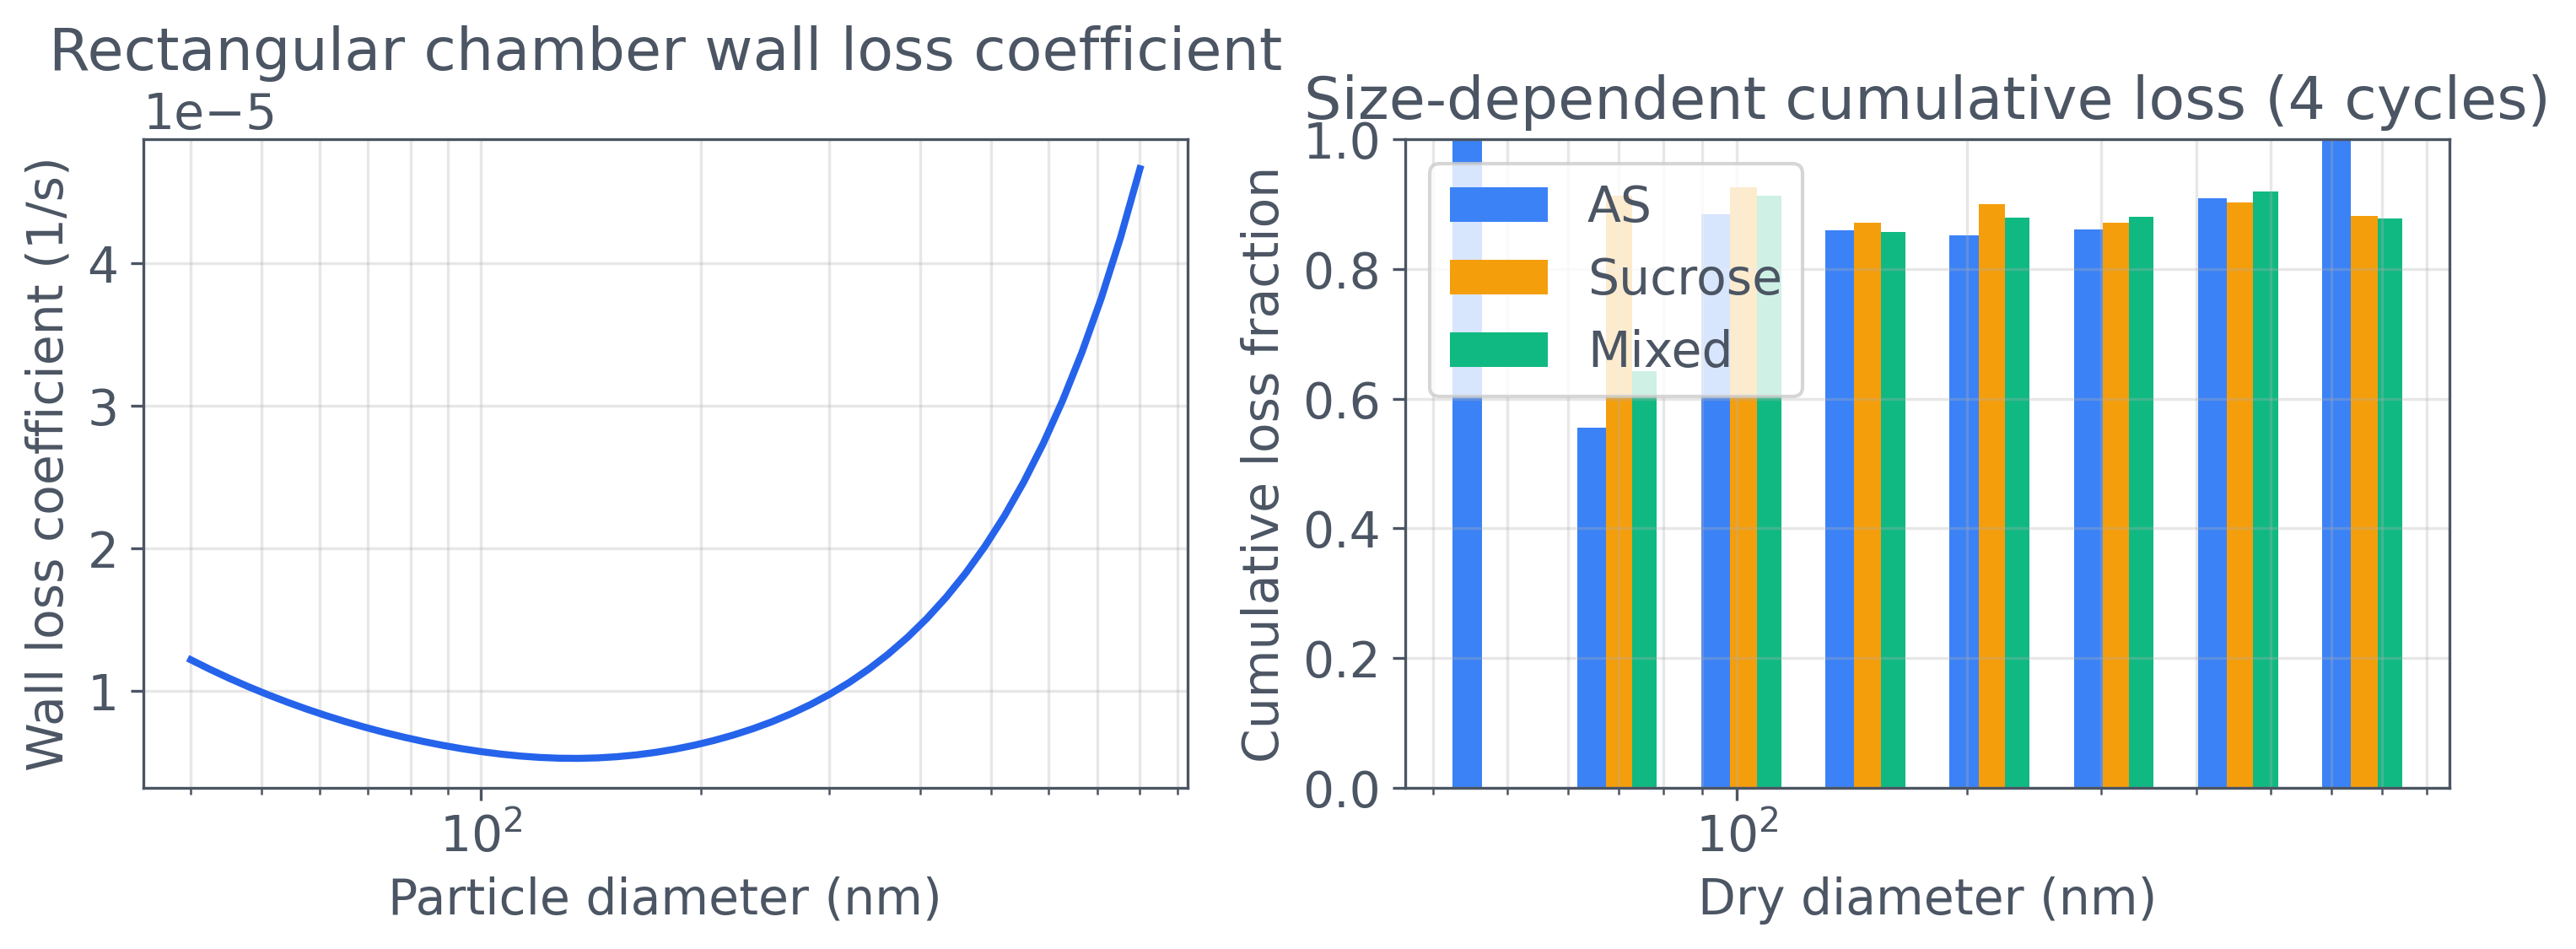 Rectangular chamber wall loss coefficient
1e−5
Wall loss coefficient (1/s)
4
3
2
1
10²
Particle diameter (nm)
Size-dependent cumulative loss (4 cycles)
Cumulative loss fraction
1.0
0.8
0.6
0.4
0.2
0.0
AS
Sucrose
Mixed
10²
Dry diameter (nm)